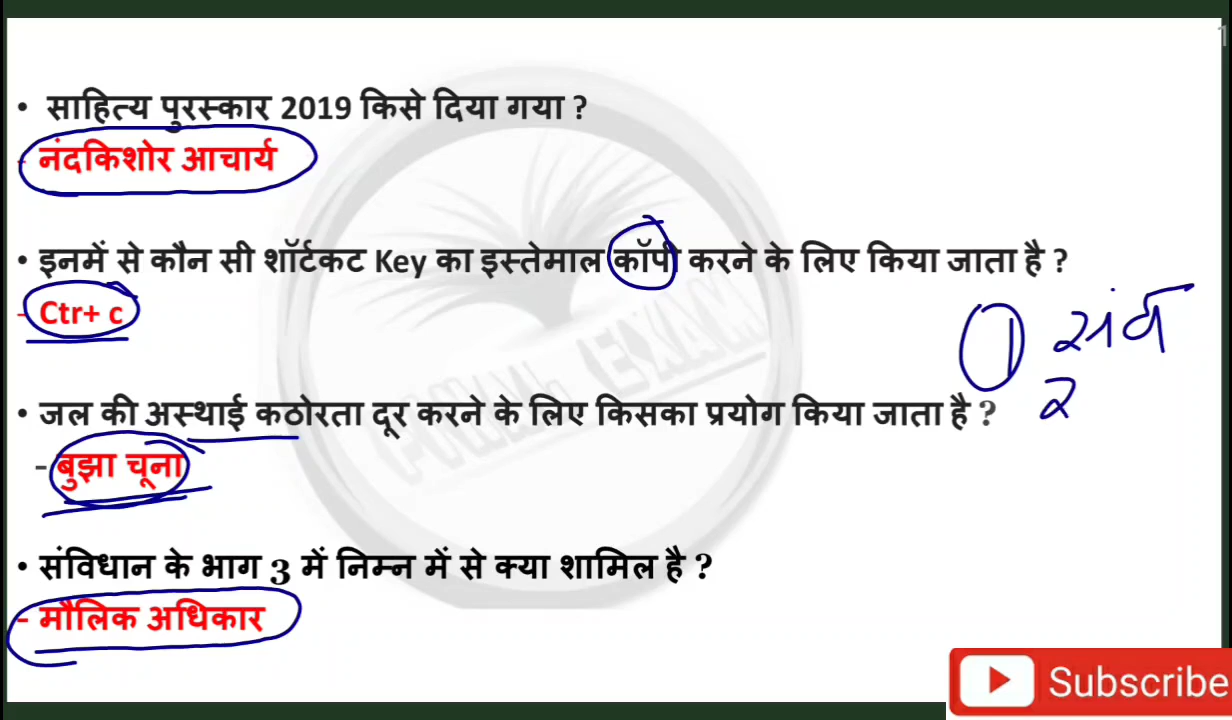 • साहित्य पुरस्कार 2019 किसे दिया गया ?
- नंदकिशोर आचार्य
• इनमें से कौन सी शॉर्टकट Key का इस्तेमाल कॉपी करने के लिए किया जाता है ?
- Ctr+ c
• जल की अस्थाई कठोरता दूर करने के लिए किसका प्रयोग किया जाता है ?
- बुझा चूना
• संविधान के भाग 3 में निम्न में से क्या शामिल है ?
- मौलिक अधिकार
Subscribe